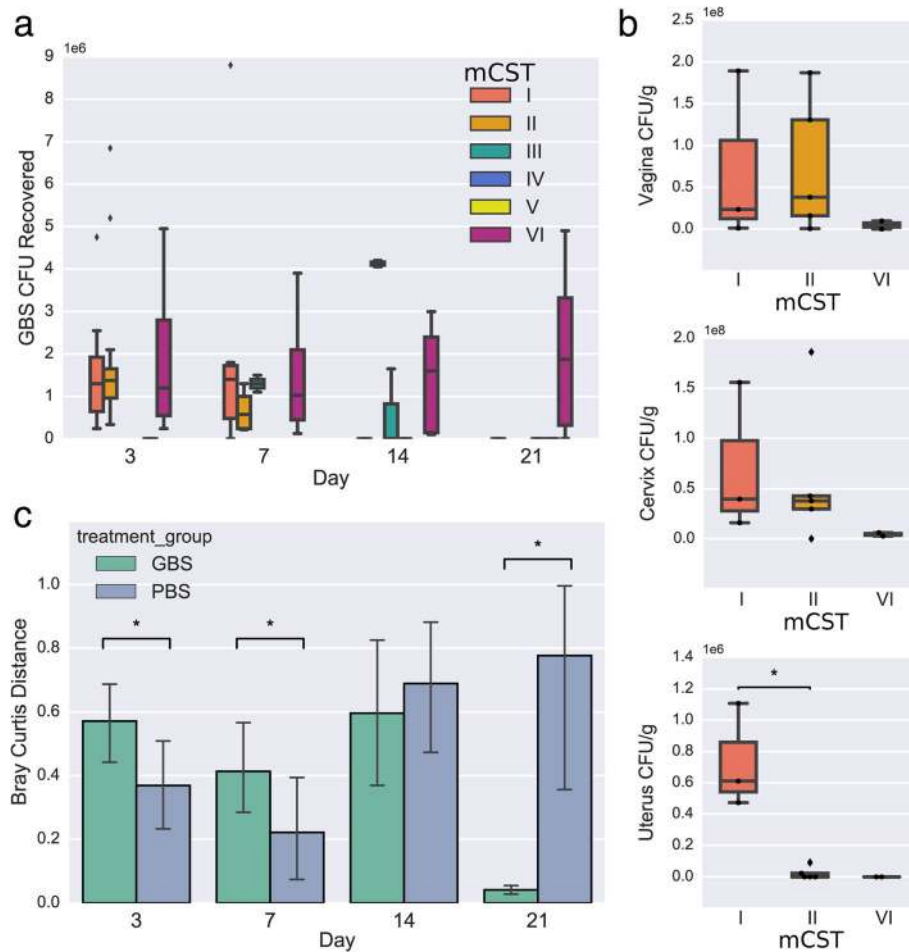 a
1e6
9
8
7
6
5
4
3
2
1
0
GBS CFU Recovered
mCST
I
II
III
IV
V
VI
3 7 14 21
Day
b
1e8
2.5
2.0
1.5
1.0
0.5
0.0
Vagina CFU/g
I II VI
mCST
1e8
2.0
1.5
1.0
0.5
0.0
Cervix CFU/g
I II VI
mCST
1e6
1.4
1.2
1.0
0.8
0.6
0.4
0.2
0.0
Uterus CFU/g
*
I II VI
mCST
c
treatment_group
GBS
PBS
1.0
0.8
0.6
0.4
0.2
0.0
Bray Curtis Distance
* * *
3 7 14 21
Day